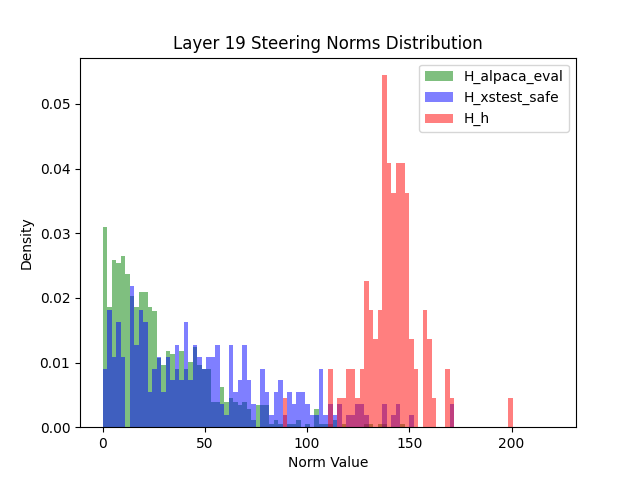 Layer 19 Steering Norms Distribution
H_alpaca_eval
H_xstest_safe
H_h
Density
0.05
0.04
0.03
0.02
0.01
0.00
0
50
100
150
200
Norm Value